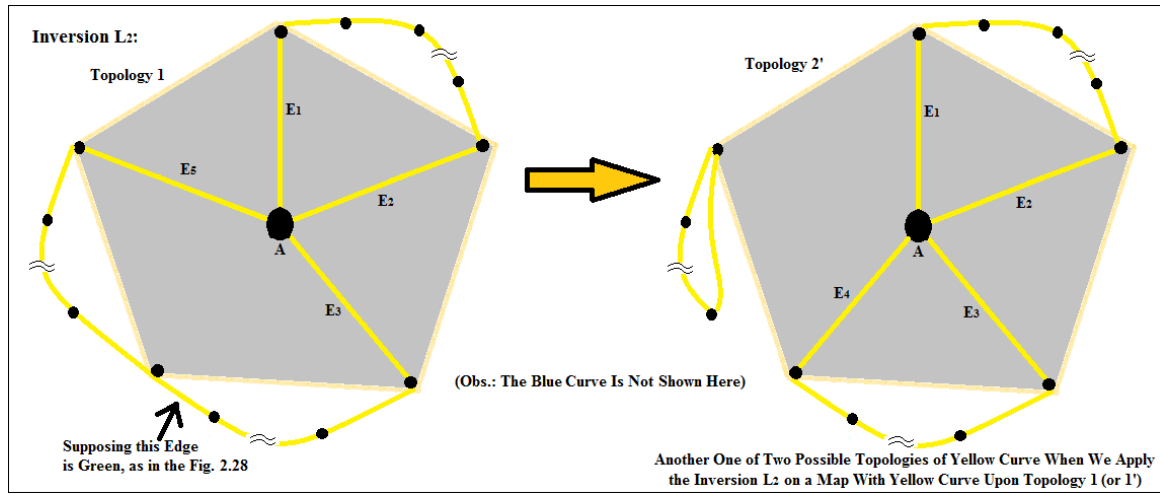 Inversion L2:
Topology 1
E1
E5
E2
A
E3
Supposing this Edge
is Green, as in the Fig. 2.28
(Obs.: The Blue Curve Is Not Shown Here)
Topology 2'
E1
E2
A
E4
E3
Another One of Two Possible Topologies of Yellow Curve When We Apply
the Inversion L2 on a Map With Yellow Curve Upon Topology 1 (or 1')